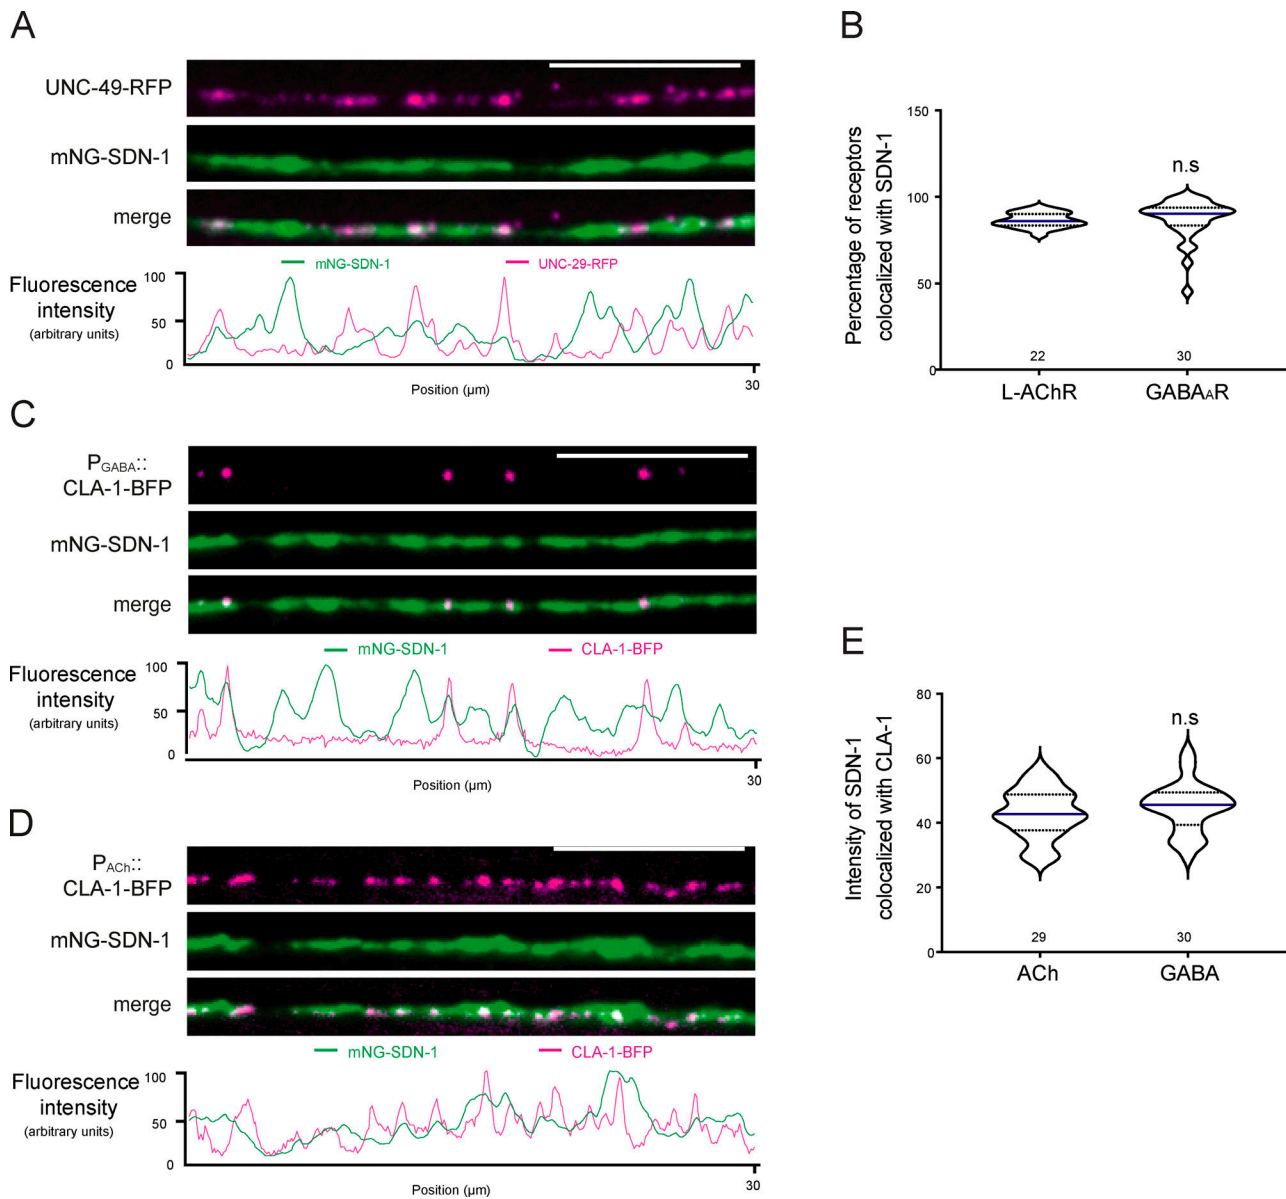 A
UNC-49-RFP
mNG-SDN-1
merge
mNG-SDN-1
UNC-29-RFP
Fluorescence
intensity
(arbitrary units)
100
50
0
Position (µm)
30
B
Percentage of receptors
colocalized with SDN-1
150
100
50
0
n.s
22
30
L-AChR
GABAAR
C
PGABA::
CLA-1-BFP
mNG-SDN-1
merge
mNG-SDN-1
CLA-1-BFP
Fluorescence
intensity
(arbitrary units)
100
50
0
Position (µm)
30
D
PACh::
CLA-1-BFP
mNG-SDN-1
merge
mNG-SDN-1
CLA-1-BFP
Fluorescence
intensity
(arbitrary units)
100
50
0
Position (µm)
30
E
Intensity of SDN-1
colocalized with CLA-1
80
60
40
20
0
n.s
29
30
ACh
GABA